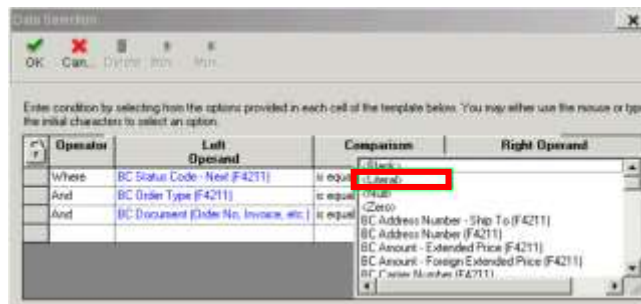 Data Selection
OK Can... Delete
Enter condition by selecting from the options provided in each cell of the template below. You may either use the mouse or type
the initial characters to select an option.
Operator Left Operand Comparison Right Operand
Where BC Status Code - Next (F4211) is equal
And BC Order Type (F4211) is equal
And BC Document (Order No, Invoice, etc.) is equal
<Blank>
<Literal>
<Null>
<Zero>
BC Address Number - Ship To (F4211)
BC Address Number (F4211)
BC Amount - Extended Price (F4211)
BC Amount - Foreign Extended Price (F4211)
BC Carrier Number (F4211)